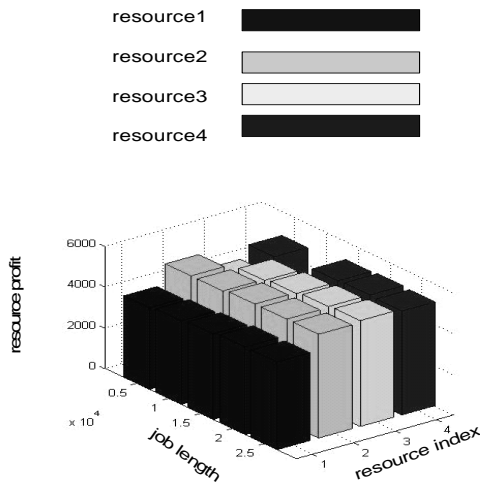 resource1
resource2
resource3
resource4
6000
4000
2000
0
resource profit
0.5
1
1.5
2
2.5
x 10^4
job length
1
2
3
4
resource index